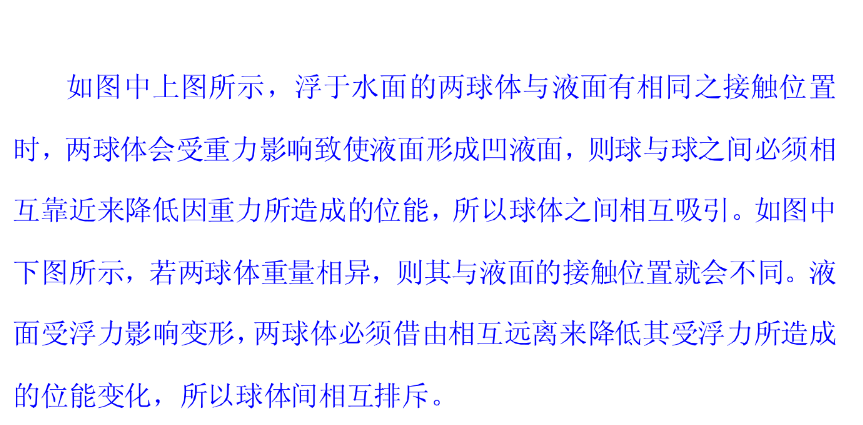 如图中上图所示，浮于水面的两球体与液面有相同之接触位置
时，两球体会受重力影响致使液面形成凹液面，则球与球之间必须相
互靠近来降低因重力所造成的位能，所以球体之间相互吸引。如图中
下图所示，若两球体重量相异，则其与液面的接触位置就会不同。液
面受浮力影响变形，两球体必须借由相互远离来降低其受浮力所造成
的位能变化，所以球体间相互排斥。